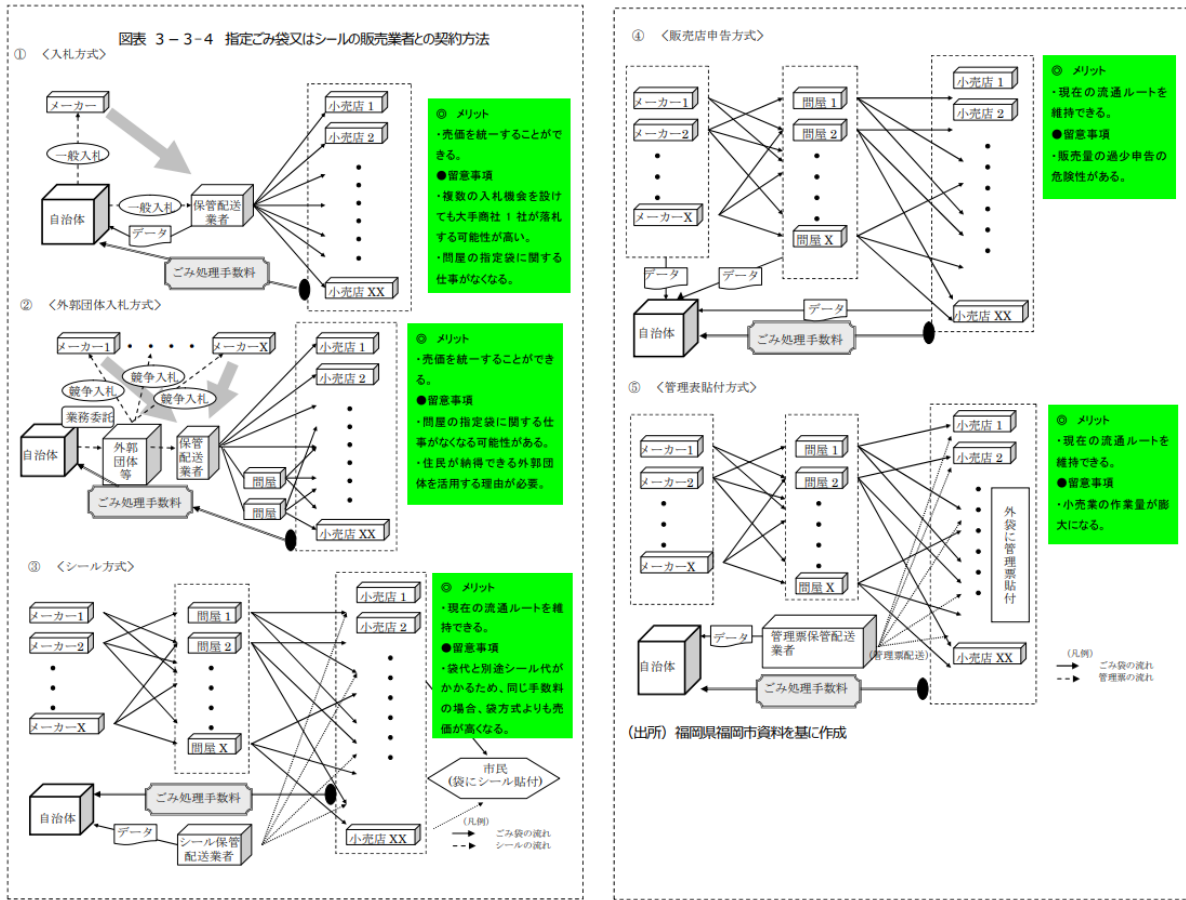 図表 3－3-4 指定ごみ袋又はシールの販売業者との契約方法
① 〈入札方式〉
メーカー
一般入札
自治体
一般入札
保管配送
業者
データ
ごみ処理手数料
小売店 1
小売店 2
小売店 XX
◎ メリット
・売価を統一することがで
きる。
●留意事項
・複数の入札機会を設け
ても大手商社 1 社が落札
する可能性が高い。
・問屋の指定袋に関する
仕事がなくなる。
② 〈外郭団体入札方式〉
メーカー1
メーカーX
競争入札
競争入札
競争入札
業務委託
自治体
外郭
団体
等
保管
配送
業者
問屋
問屋
ごみ処理手数料
小売店 1
小売店 2
小売店 XX
◎ メリット
・売価を統一することができ
る。
●留意事項
・問屋の指定袋に関する仕
事がなくなる可能性がある。
・住民が納得できる外郭団
体を活用する理由が必要。
③ 〈シール方式〉
メーカー1
メーカー2
メーカーX
問屋 1
問屋 2
問屋 X
小売店 1
小売店 2
小売店 XX
自治体
ごみ処理手数料
データ
シール保管
配送業者
◎ メリット
・現在の流通ルートを維
持できる。
●留意事項
・袋代と別途シール代が
かかるため、同じ手数料
の場合、袋方式よりも売
価が高くなる。
市民
(袋にシール貼付)
(凡例)
ごみ袋の流れ
シールの流れ
④ 〈販売店申告方式〉
メーカー1
メーカー2
メーカーX
問屋 1
問屋 2
問屋 X
小売店 1
小売店 2
小売店 XX
データ
データ
データ
自治体
ごみ処理手数料
◎ メリット
・現在の流通ルートを
維持できる。
●留意事項
・販売量の過少申告の
危険性がある。
⑤ 〈管理表貼付方式〉
メーカー1
メーカー2
メーカーX
問屋 1
問屋 2
問屋 X
小売店 1
小売店 2
外袋に管理票貼付
小売店 XX
自治体
データ
管理票保管配送
業者
(管理票配送)
ごみ処理手数料
◎ メリット
・現在の流通ルートを
維持できる。
●留意事項
・小売業の作業量が膨
大になる。
(凡例)
ごみ袋の流れ
管理票の流れ
（出所）福岡県福岡市資料を基に作成